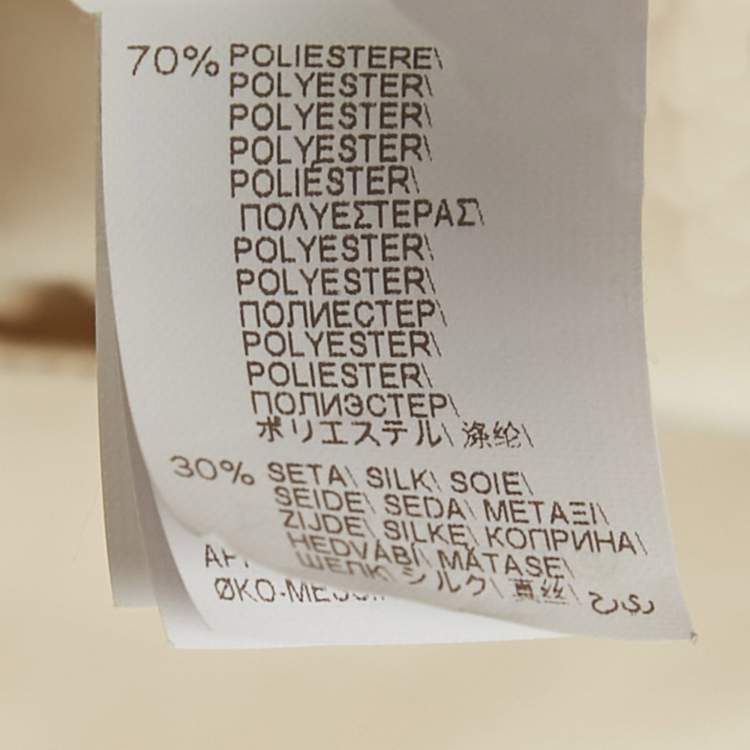 70% POLIESTERE\
POLYESTER\
POLYESTER\
POLYESTER\
POLIÉSTER\
ΠΟΛΥΕΣΤΕΡΑΣ\
POLYESTER\
POLYESTER\
ПОЛИЕСТЕР\
POLYESTER\
POLIESTER\
ПОЛИЭСТЕР\
ポリエステル\ 涤纶\
30% SETA\ SILK\ SOIE\
SEIDE\ SEDA\ ΜΕΤΑΞΙ\
ZIJDE\ SILKE\ КОПРИНА\
HEDVÁBÍ\ MĂTASE\
ШЕЛК\ シルク\ 真丝\
ØKO-